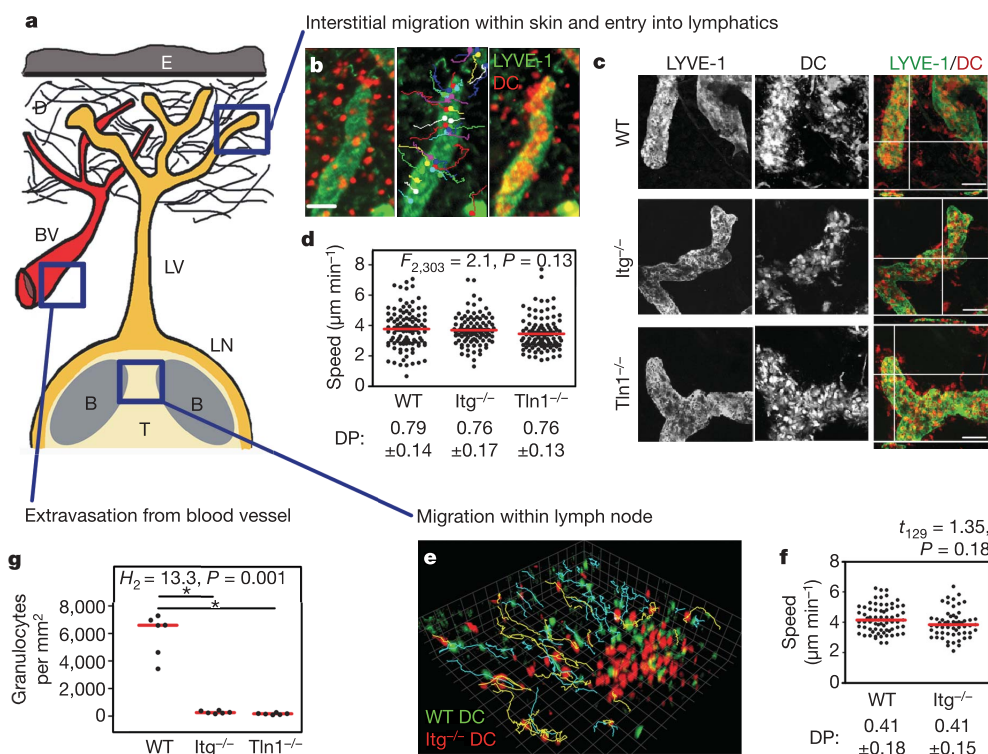 a
Interstitial migration within skin and entry into lymphatics
E
D
BV
LV
LN
B
B
T
Extravasation from blood vessel
Migration within lymph node
b
LYVE-1
DC
c
LYVE-1
DC
LYVE-1/DC
WT
Itg–/–
Tln1–/–
d
F2,303 = 2.1, P = 0.13
Speed (µm min–1)
8
6
4
2
0
WT Itg–/– Tln1–/–
DP:
0.79 0.76 0.76
±0.14 ±0.17 ±0.13
g
H2 = 13.3, P = 0.001
*
*
Granulocytes
per mm2
8,000
6,000
4,000
2,000
0
WT Itg–/– Tln1–/–
e
WT DC
Itg–/– DC
f
t129 = 1.35,
P = 0.18
Speed
(µm min–1)
8
6
4
2
0
WT Itg–/–
DP:
0.41 0.41
±0.18 ±0.15